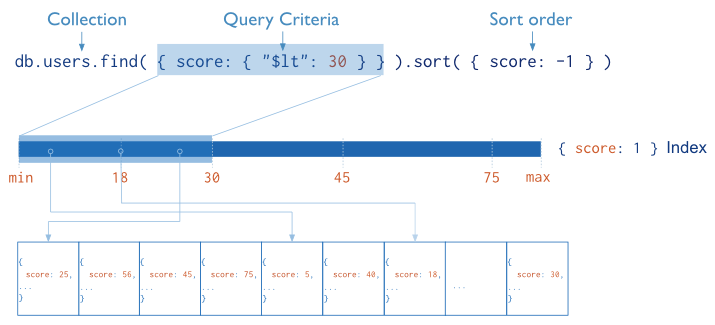 Collection Query Criteria Sort order
db.users.find( { score: { "$lt": 30 } } ).sort( { score: -1 } )
{ score: 1 } Index
min 18 30 45 75 max
{ { { { { { { {
score: 25, score: 56, score: 45, score: 75, score: 5, score: 40, score: 18, score: 30,
... ... ... ... ... ... ... ... ...
} } } } } } } }